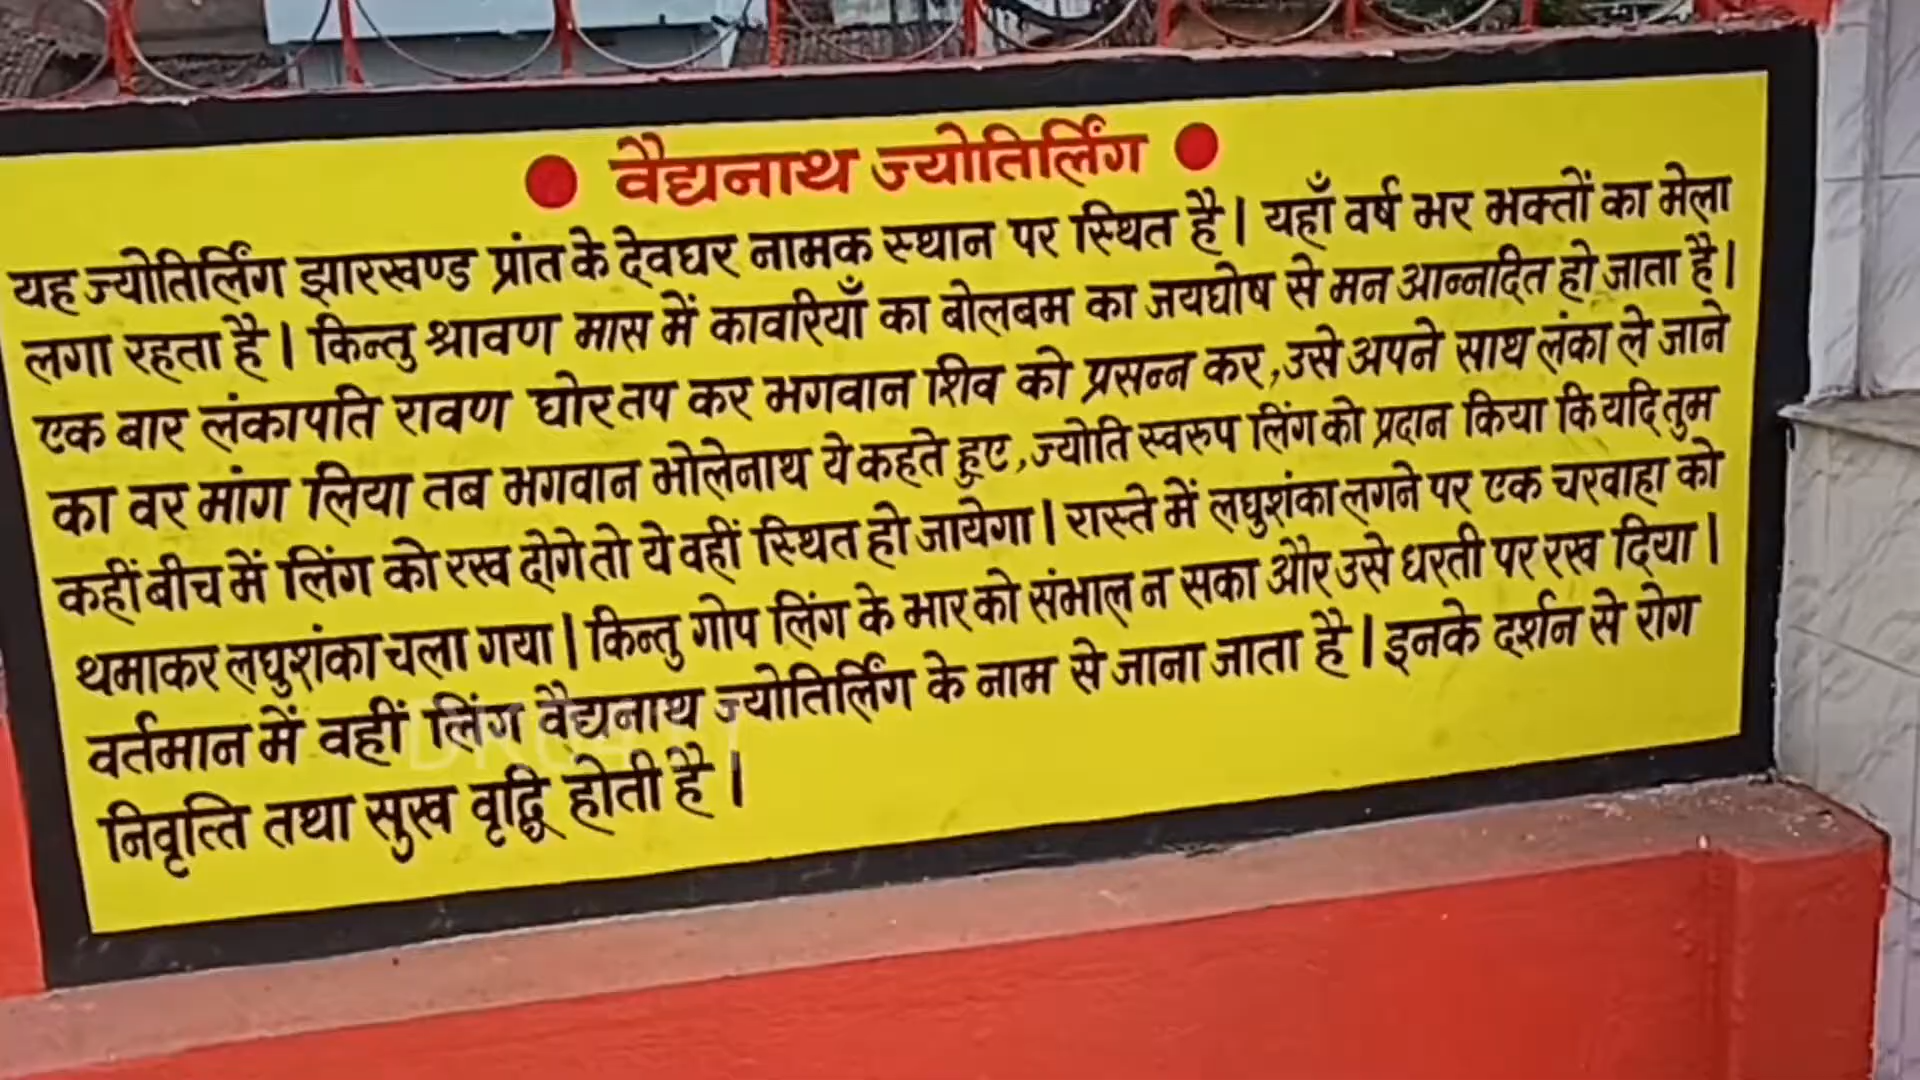 • वैद्यनाथ ज्योतिर्लिंग •
यह ज्योतिर्लिंग झारखण्ड प्रांत के देवघर नामक स्थान पर स्थित है। यहाँ वर्ष भर भक्तों का मेला
लगा रहता है। किन्तु श्रावण मास में कावरियाँ का बोलबम का जयघोष से मन आन्नदित हो जाता है।
एक बार लंकापति रावण घोर तप कर भगवान शिव को प्रसन्न कर, उसे अपने साथ लंका ले जाने
का वर मांग लिया तब भगवान भोलेनाथ ये कहते हुए, ज्योति स्वरुप लिंग को प्रदान किया कि यदि तुम
कहीं बीच में लिंग को रख दोगे तो ये वहीं स्थित हो जायेगा। रास्ते में लघुशंका लगने पर एक चरवाहा को
थमाकर लघुशंका चला गया। किन्तु गोप लिंग के भार को संभाल न सका और उसे धरती पर रख दिया।
वर्तमान में वहीं लिंग वैद्यनाथ ज्योतिर्लिंग के नाम से जाना जाता है। इनके दर्शन से रोग
निवृत्ति तथा सुख वृद्धि होती है।